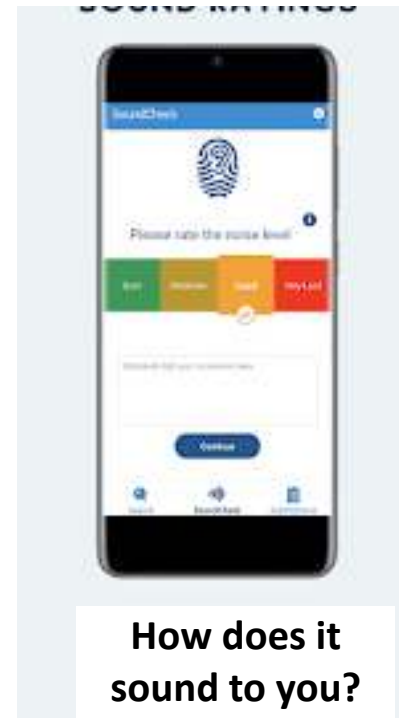 SOUND RATINGS
SoundCheck
Please rate the noise level
Quiet Moderate Loud Very Loud
Continue
Search SoundCheck
How does it
sound to you?